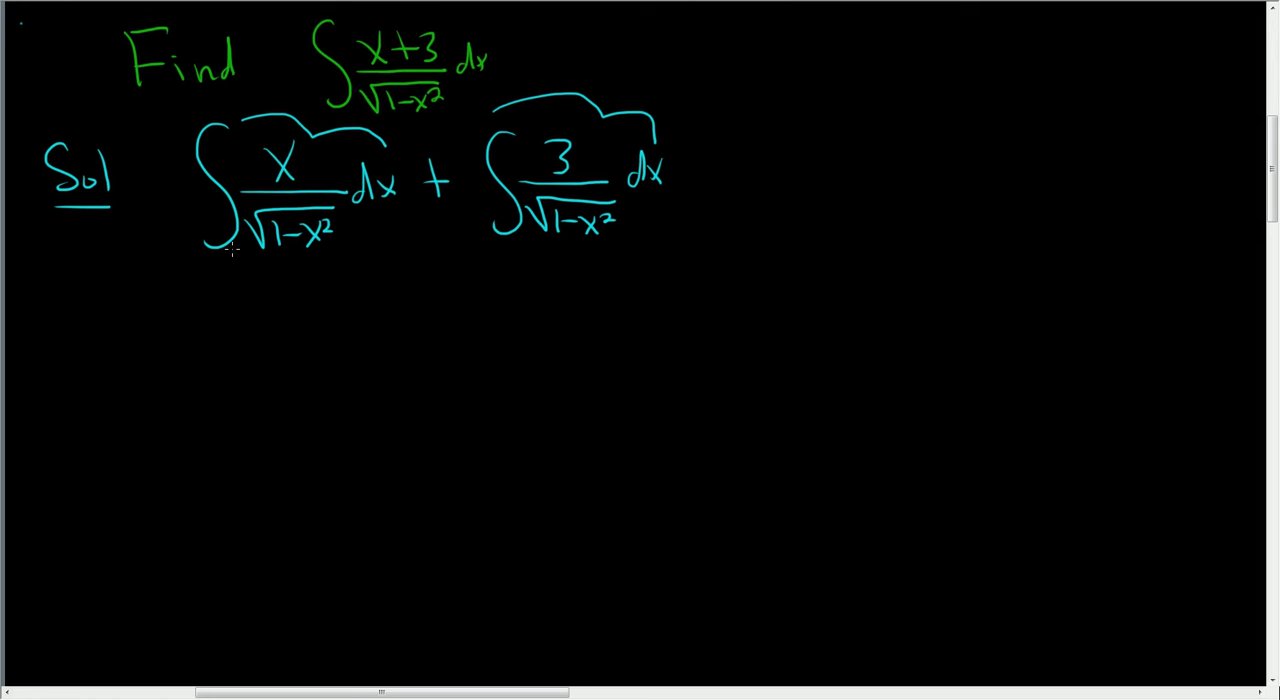 Find ∫ x+3/√1-x² dx
Sol ∫ x/√1-x² dx + ∫ 3/√1-x² dx